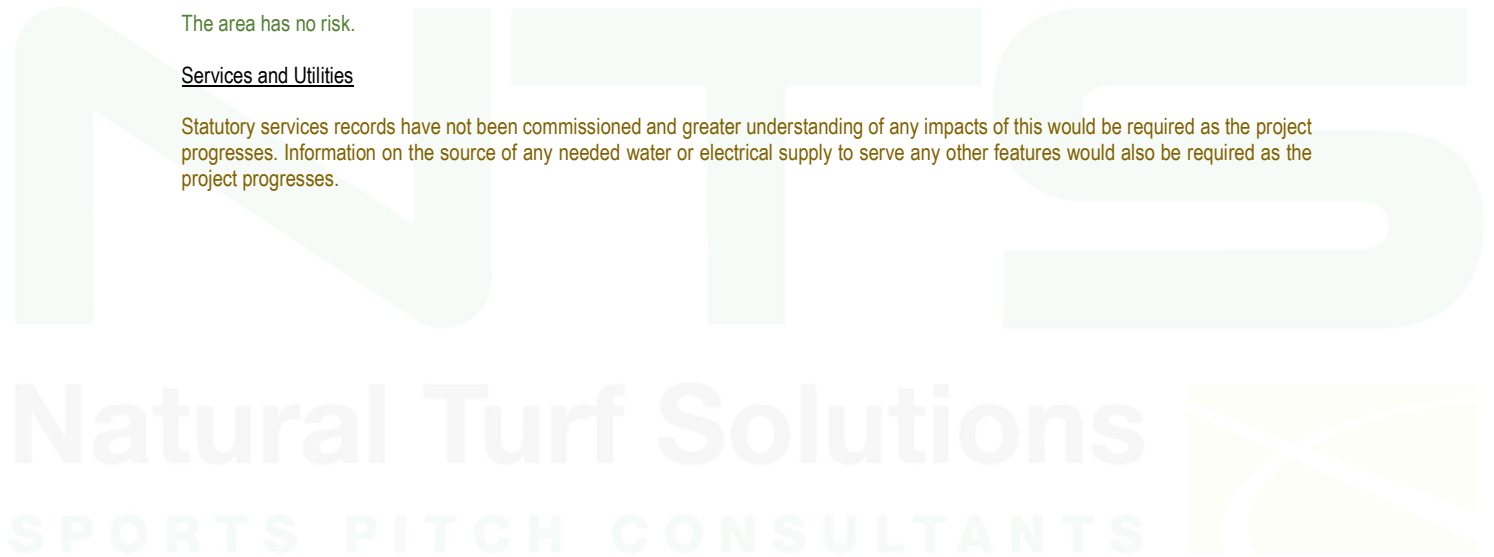 The area has no risk.
Services and Utilities
Statutory services records have not been commissioned and greater understanding of any impacts of this would be required as the project
progresses. Information on the source of any needed water or electrical supply to serve any other features would also be required as the
project progresses.
NTS
Natural Turf Solutions
SPORTS PITCH CONSULTANTS